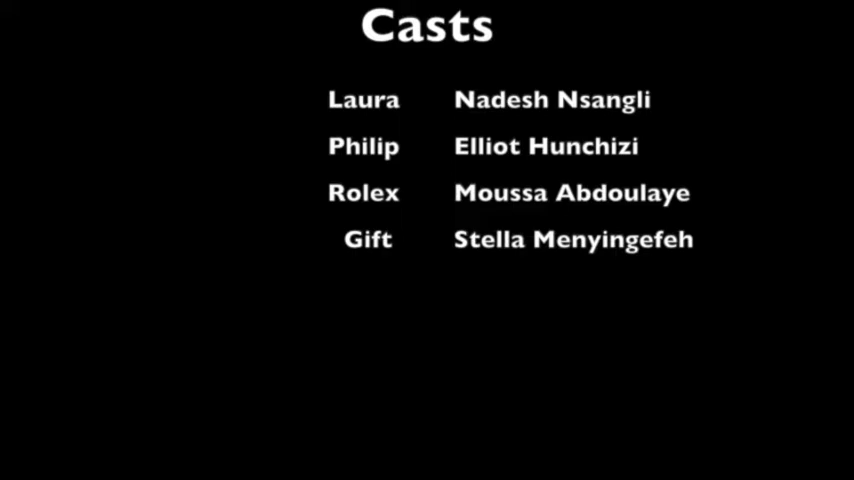 Casts
Laura Nadesh Nsangli
Philip Elliot Hunchizi
Rolex Moussa Abdoulaye
Gift Stella Menyingefeh